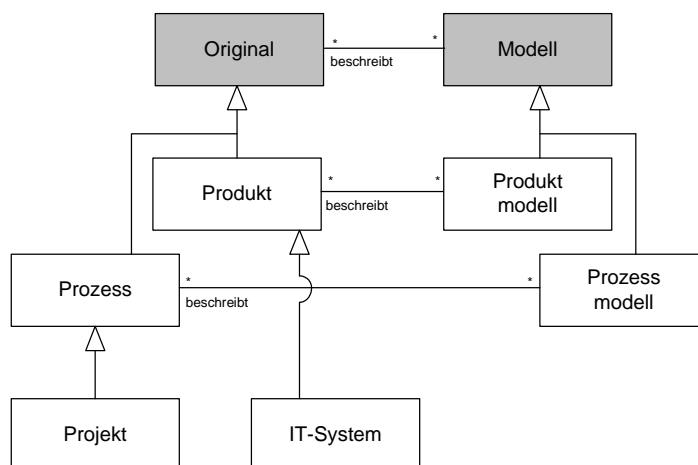 Original
*
*
Modell
beschreibt
Produkt
*
*
Produkt
modell
beschreibt
Prozess
*
*
Prozess
modell
beschreibt
Projekt
IT-System